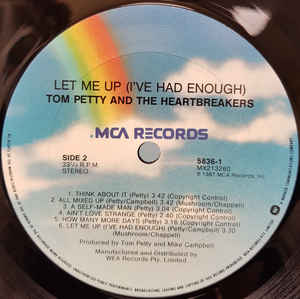 LET ME UP (I'VE HAD ENOUGH)
TOM PETTY AND THE HEARTBREAKERS
MCA RECORDS
SIDE 2
33⅓ R.P.M.
STEREO
5836-1
MX213260
℗ 1987 MCA Records, Inc.
1. THINK ABOUT IT (Petty) 3.42 (Copyright Control)
2. ALL MIXED UP (Petty/Campbell) 3.42 (Mushroom/Chappell)
3. A SELF-MADE MAN (Petty) 3.04 (Copyright Control)
4. AIN'T LOVE STRANGE (Petty) 2.40 (Copyright Control)
5. HOW MANY MORE DAYS (Petty) 3.16 (Copyright Control)
6. LET ME UP (I'VE HAD ENOUGH) (Petty/Campbell) 3.30
(Mushroom/Chappell)
Produced by Tom Petty and Mike Campbell
Manufactured and Distributed by
WEA Records Pty. Limited